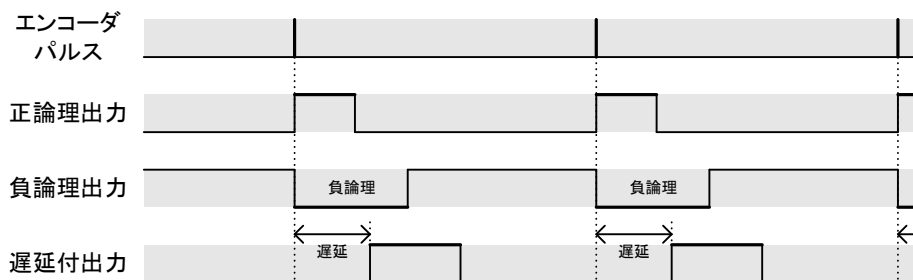 エンコーダ
パルス
正論理出力
負論理出力
負論理
負論理
遅延
遅延
遅延付出力